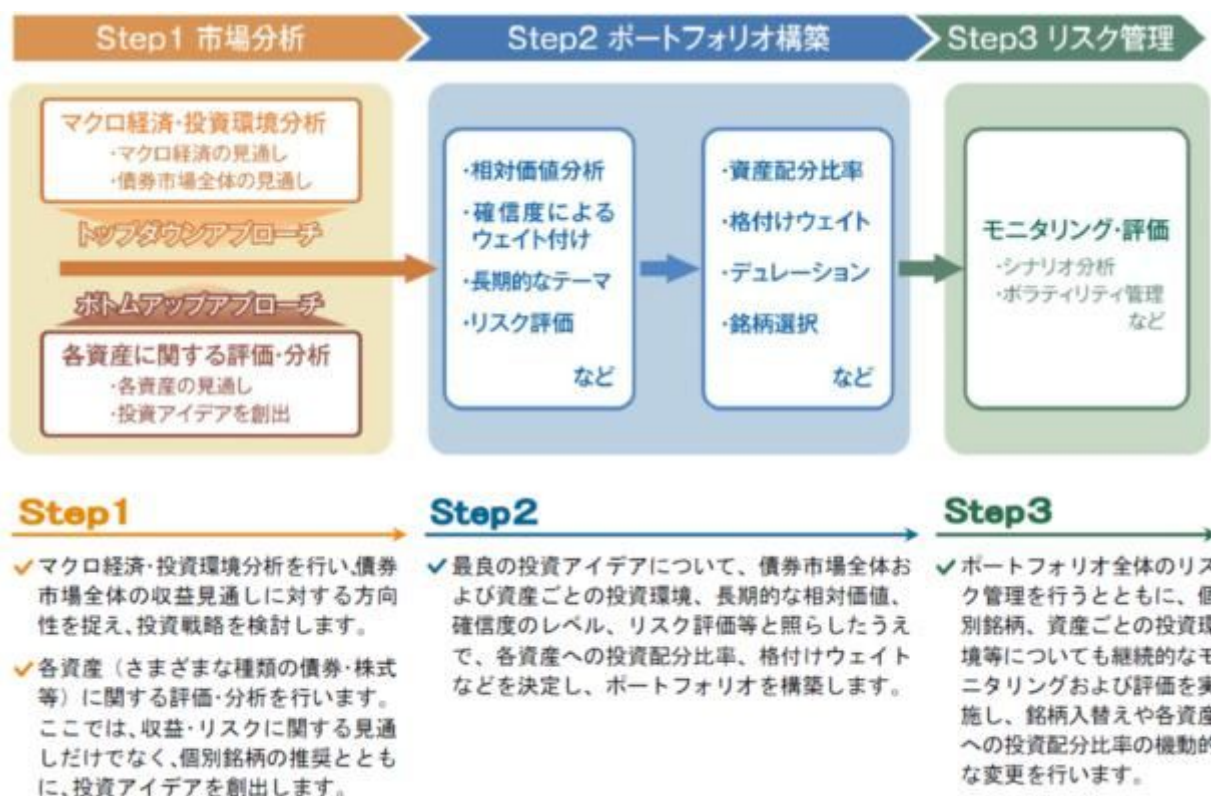 Step1 市場分析
Step2 ポートフォリオ構築
Step3 リスク管理
マクロ経済・投資環境分析
・マクロ経済の見通し
・債券市場全体の見通し
トップダウンアプローチ
ボトムアップアプローチ
各資産に関する評価・分析
・各資産の見通し
・投資アイデアを創出
・相対価値分析
・確信度による
ウェイト付け
・長期的なテーマ
・リスク評価
など
・資産配分比率
・格付けウェイト
・デュレーション
・銘柄選択
など
モニタリング・評価
・シナリオ分析
・ボラティリティ管理
など
Step1
✓マクロ経済・投資環境分析を行い、債券
市場全体の収益見通しに対する方向
性を捉え、投資戦略を検討します。
✓各資産（さまざまな種類の債券・株式
等）に関する評価・分析を行います。
ここでは、収益・リスクに関する見通
しだけでなく、個別銘柄の推奨ととも
に、投資アイデアを創出します。
Step2
✓最良の投資アイデアについて、債券市場全体お
よび資産ごとの投資環境、長期的な相対価値、
確信度のレベル、リスク評価等と照らしたうえ
で、各資産への投資配分比率、格付けウェイト
などを決定し、ポートフォリオを構築します。
Step3
✓ポートフォリオ全体のリス
ク管理を行うとともに、個
別銘柄、資産ごとの投資環
境等についても継続的なモ
ニタリングおよび評価を実
施し、銘柄入替えや各資産
への投資配分比率の機動的
な変更を行います。